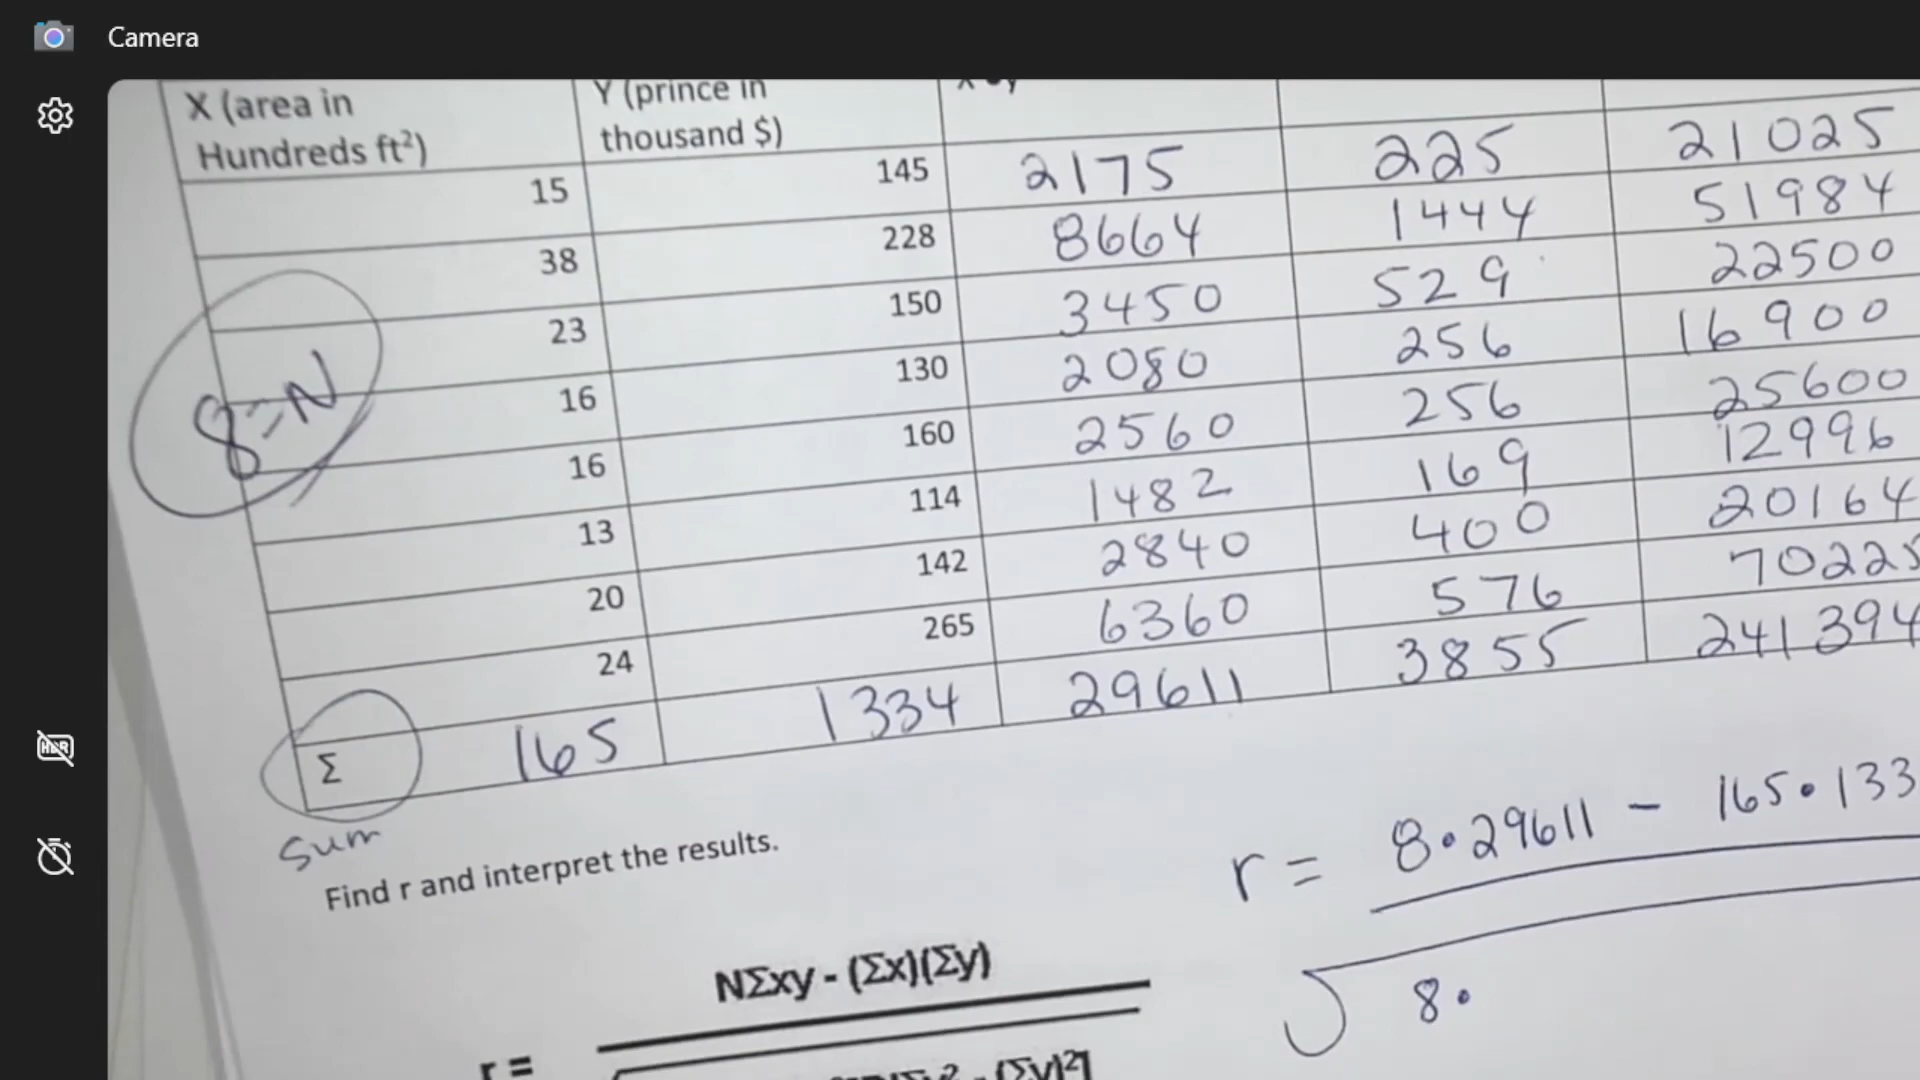 Camera
X (area in
Hundreds ft²)
Y (prince in
thousand $)
15 145 2175 225 21025
38 228 8664 1444 51984
23 150 3450 529 22500
16 130 2080 256 16900
16 160 2560 256 25600
13 114 1482 169 12996
20 142 2840 400 20164
24 265 6360 576 70225
Σ 165 1334 29611 3855 241394
8=N
sum
Find r and interpret the results.
r = 8·29611 - 165·133
8·
NΣxy - (Σx)(Σy)
r =